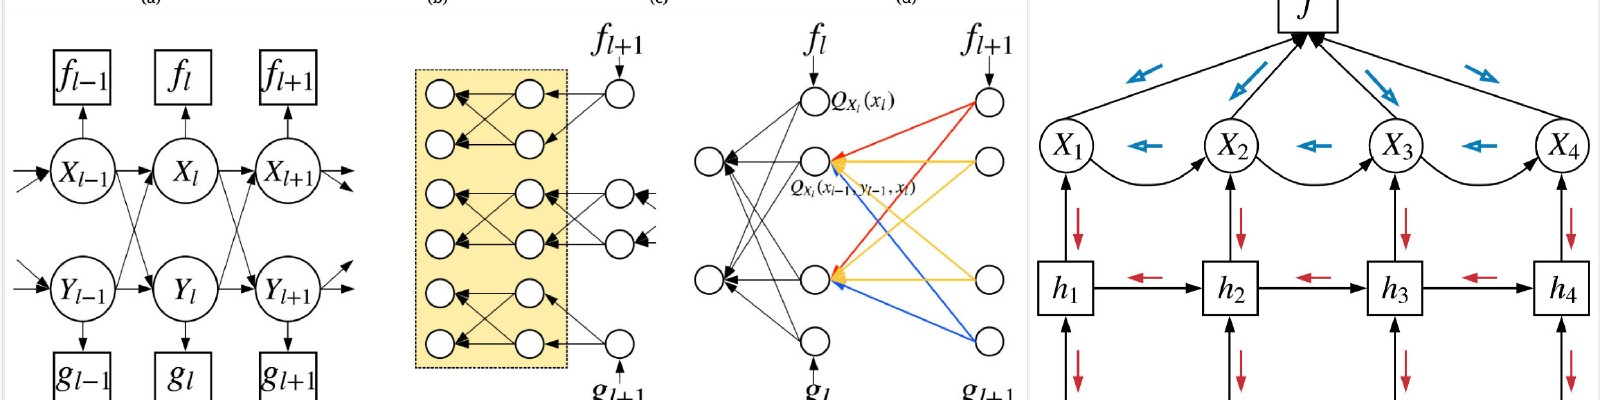 f_{l-1} f_l f_{l+1}
X_{l-1} X_l X_{l+1}
Y_{l-1} Y_l Y_{l+1}
g_{l-1} g_l g_{l+1}
f_{l+1}
g_{l+1}
f_l f_{l+1}
Q_{X_l}(x_l)
Q_{X_l}(x_{l-1}, y_{l-1}, x_l)
g_l g_{l+1}
f
X_1 X_2 X_3 X_4
h_1 h_2 h_3 h_4